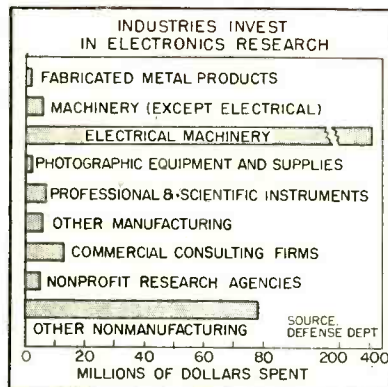 INDUSTRIES INVEST
IN ELECTRONICS RESEARCH
FABRICATED METAL PRODUCTS
MACHINERY (EXCEPT ELECTRICAL)
ELECTRICAL MACHINERY
PHOTOGRAPHIC EQUIPMENT AND SUPPLIES
PROFESSIONAL & SCIENTIFIC INSTRUMENTS
OTHER MANUFACTURING
COMMERCIAL CONSULTING FIRMS
NONPROFIT RESEARCH AGENCIES
OTHER NONMANUFACTURING
SOURCE,
DEFENSE DEPT
0 20 40 60 80 200 400
MILLIONS OF DOLLARS SPENT